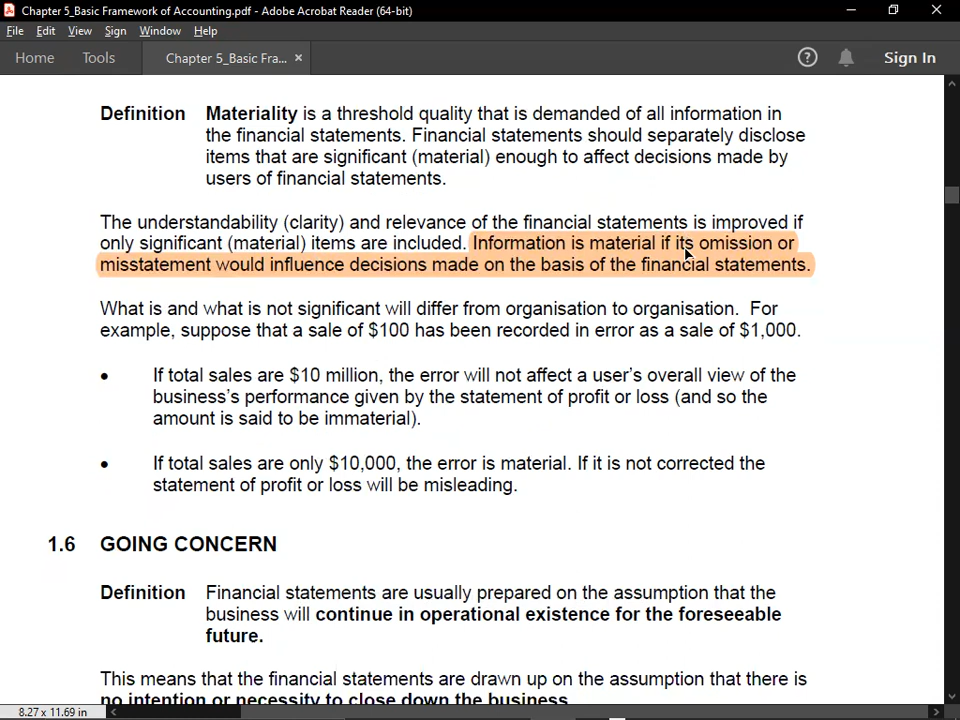 Chapter 5_Basic Framework of Accounting.pdf - Adobe Acrobat Reader (64-bit)
File Edit View Sign Window Help
Home Tools Chapter 5_Basic Fra... × ? Sign In
Definition Materiality is a threshold quality that is demanded of all information in
the financial statements. Financial statements should separately disclose
items that are significant (material) enough to affect decisions made by
users of financial statements.
The understandability (clarity) and relevance of the financial statements is improved if
only significant (material) items are included. Information is material if its omission or
misstatement would influence decisions made on the basis of the financial statements.
What is and what is not significant will differ from organisation to organisation. For
example, suppose that a sale of $100 has been recorded in error as a sale of $1,000.
• If total sales are $10 million, the error will not affect a user's overall view of the
business's performance given by the statement of profit or loss (and so the
amount is said to be immaterial).
• If total sales are only $10,000, the error is material. If it is not corrected the
statement of profit or loss will be misleading.
1.6 GOING CONCERN
Definition Financial statements are usually prepared on the assumption that the
business will continue in operational existence for the foreseeable
future.
This means that the financial statements are drawn up on the assumption that there is
no intention or necessity to close down the business.
8.27 x 11.69 in